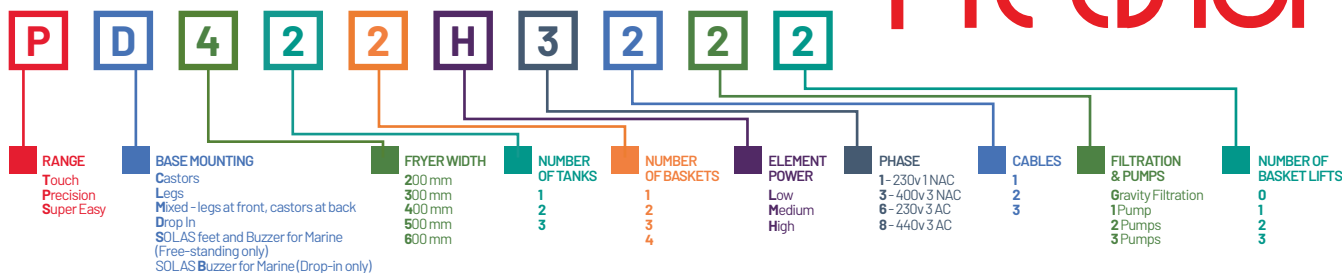 P D 4 2 2 H 3 2 2 2
RANGE
Touch
Precision
Super Easy
BASE MOUNTING
Castors
Legs
Mixed - legs at front, castors at back
Drop In
SOLAS feet and Buzzer for Marine
(Free-standing only)
SOLAS Buzzer for Marine (Drop-in only)
FRYER WIDTH
200 mm
300 mm
400 mm
500 mm
600 mm
NUMBER
OF TANKS
1
2
3
NUMBER
OF BASKETS
1
2
3
4
ELEMENT
POWER
Low
Medium
High
PHASE
1 - 230v 1 NAC
3 - 400v 3 NAC
6 - 230v 3 AC
8 - 440v 3 AC
CABLES
1
2
3
FILTRATION
& PUMPS
Gravity Filtration
1 Pump
2 Pumps
3 Pumps
NUMBER OF
BASKET LIFTS
0
1
2
3